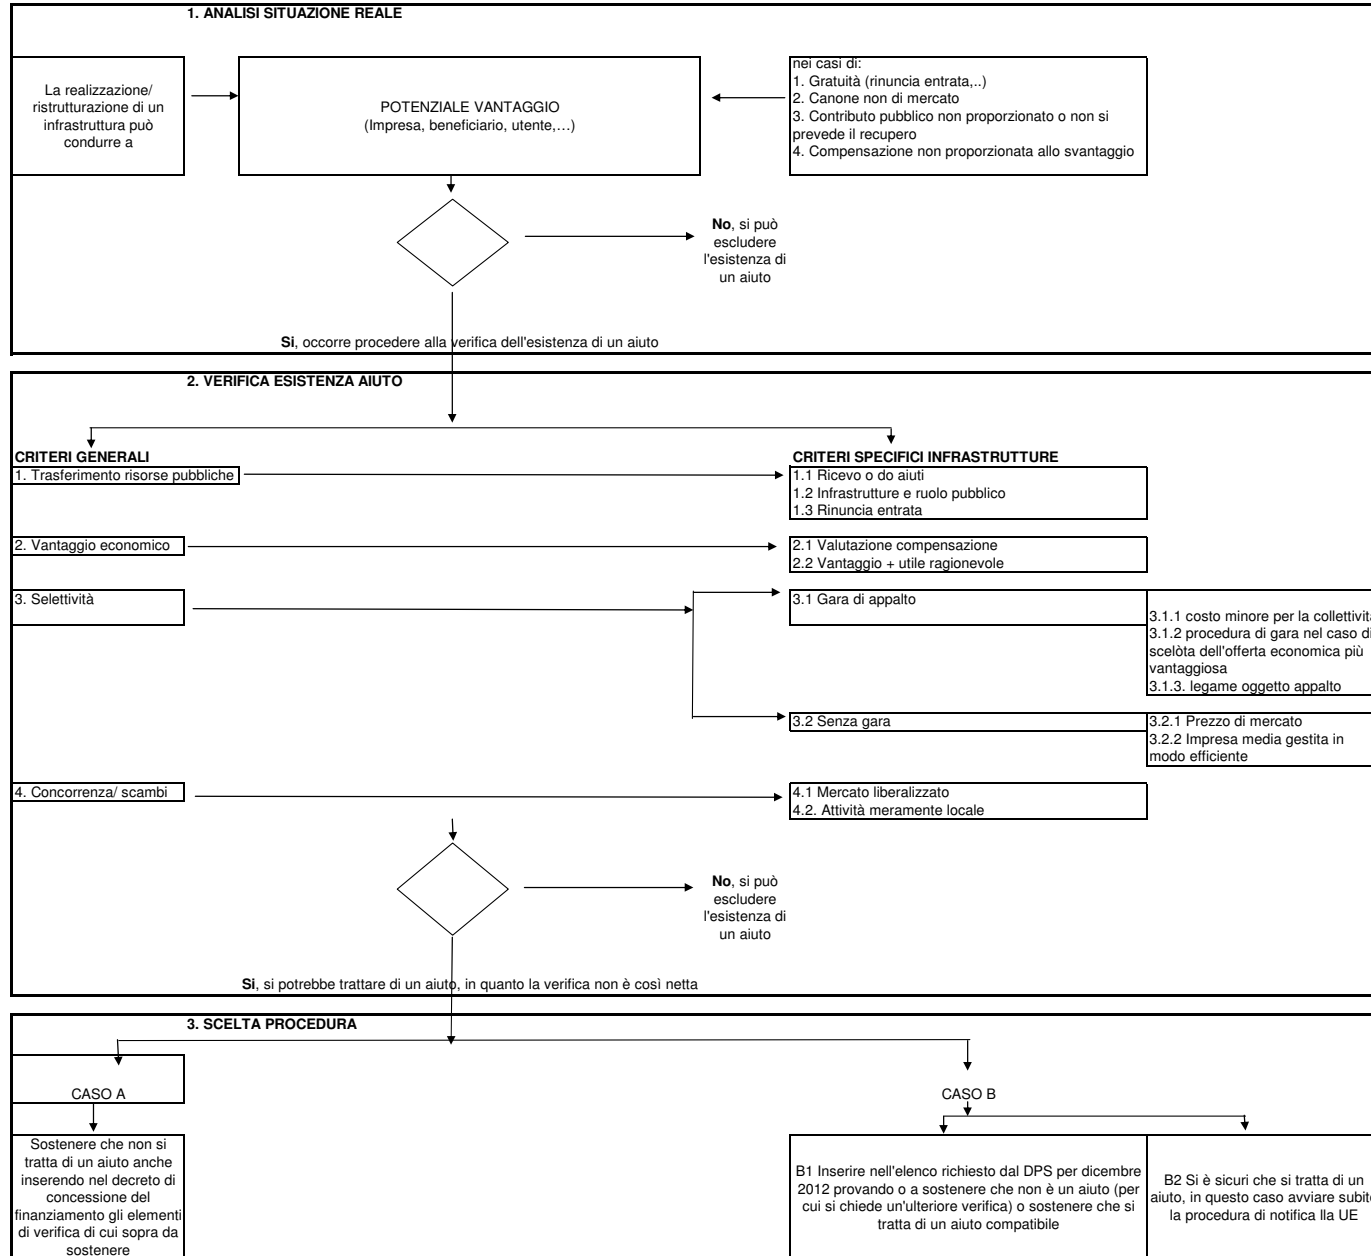 1. ANALISI SITUAZIONE REALE
La realizzazione/
ristrutturazione di un
infrastruttura può
condurre a
POTENZIALE VANTAGGIO
(Impresa, beneficiario, utente,…)
nei casi di:
1. Gratuità (rinuncia entrata,..)
2. Canone non di mercato
3. Contributo pubblico non proporzionato o non si
prevede il recupero
4. Compensazione non proporzionata allo svantaggio
No, si può
escludere
l'esistenza di
un aiuto
Si, occorre procedere alla verifica dell'esistenza di un aiuto
2. VERIFICA ESISTENZA AIUTO
CRITERI GENERALI
CRITERI SPECIFICI INFRASTRUTTURE
1. Trasferimento risorse pubbliche
1.1 Ricevo o do aiuti
1.2 Infrastrutture e ruolo pubblico
1.3 Rinuncia entrata
2. Vantaggio economico
2.1 Valutazione compensazione
2.2 Vantaggio + utile ragionevole
3. Selettività
3.1 Gara di appalto
3.1.1 costo minore per la collettivit
3.1.2 procedura di gara nel caso di
scelòta dell'offerta economica più
vantaggiosa
3.1.3. legame oggetto appalto
3.2 Senza gara
3.2.1 Prezzo di mercato
3.2.2 Impresa media gestita in
modo efficiente
4. Concorrenza/ scambi
4.1 Mercato liberalizzato
4.2. Attività meramente locale
No, si può
escludere
l'esistenza di
un aiuto
Si, si potrebbe trattare di un aiuto, in quanto la verifica non è così netta
3. SCELTA PROCEDURA
CASO A
CASO B
Sostenere che non si
tratta di un aiuto anche
inserendo nel decreto di
concessione del
finanziamento gli elementi
di verifica di cui sopra da
sostenere
B1 Inserire nell'elenco richiesto dal DPS per dicembre
2012 provando o a sostenere che non è un aiuto (per
cui si chiede un'ulteriore verifica) o sostenere che si
tratta di un aiuto compatibile
B2 Si è sicuri che si tratta di un
aiuto, in questo caso avviare subito
la procedura di notifica lla UE